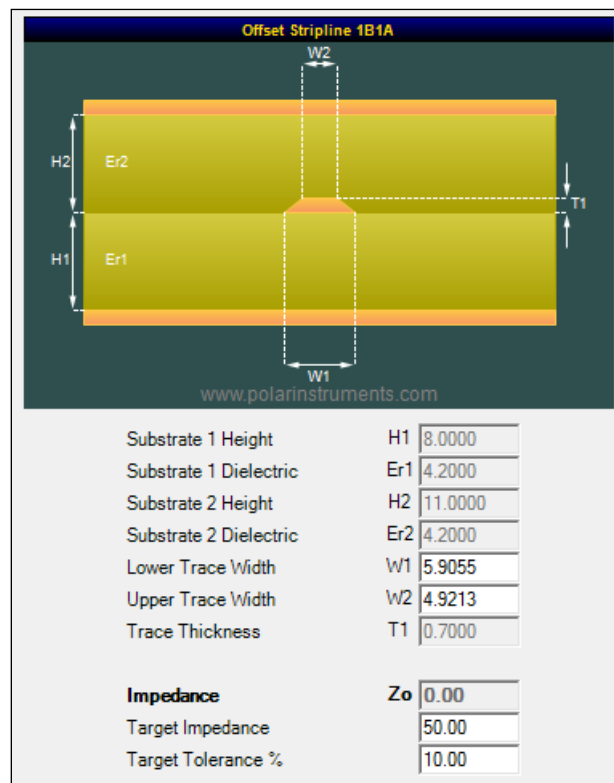 Offset Stripline 1B1A
W2
H2
Er2
T1
H1
Er1
W1
www.polarinstruments.com
Substrate 1 Height H1 8.0000
Substrate 1 Dielectric Er1 4.2000
Substrate 2 Height H2 11.0000
Substrate 2 Dielectric Er2 4.2000
Lower Trace Width W1 5.9055
Upper Trace Width W2 4.9213
Trace Thickness T1 0.7000
Impedance Zo 0.00
Target Impedance 50.00
Target Tolerance % 10.00